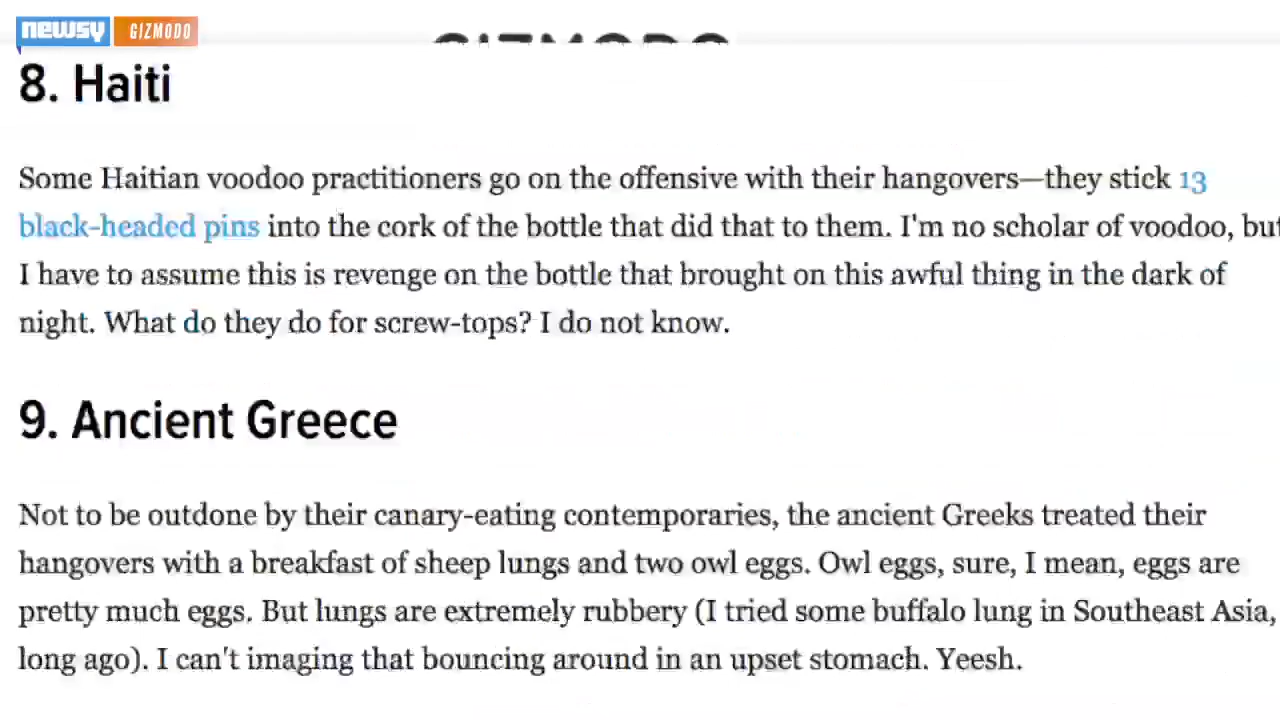 newsy GIZMODO
GIZMODO
8. Haiti
Some Haitian voodoo practitioners go on the offensive with their hangovers—they stick 13
black-headed pins into the cork of the bottle that did that to them. I'm no scholar of voodoo, but
I have to assume this is revenge on the bottle that brought on this awful thing in the dark of
night. What do they do for screw-tops? I do not know.
9. Ancient Greece
Not to be outdone by their canary-eating contemporaries, the ancient Greeks treated their
hangovers with a breakfast of sheep lungs and two owl eggs. Owl eggs, sure, I mean, eggs are
pretty much eggs. But lungs are extremely rubbery (I tried some buffalo lung in Southeast Asia,
long ago). I can't imaging that bouncing around in an upset stomach. Yeesh.